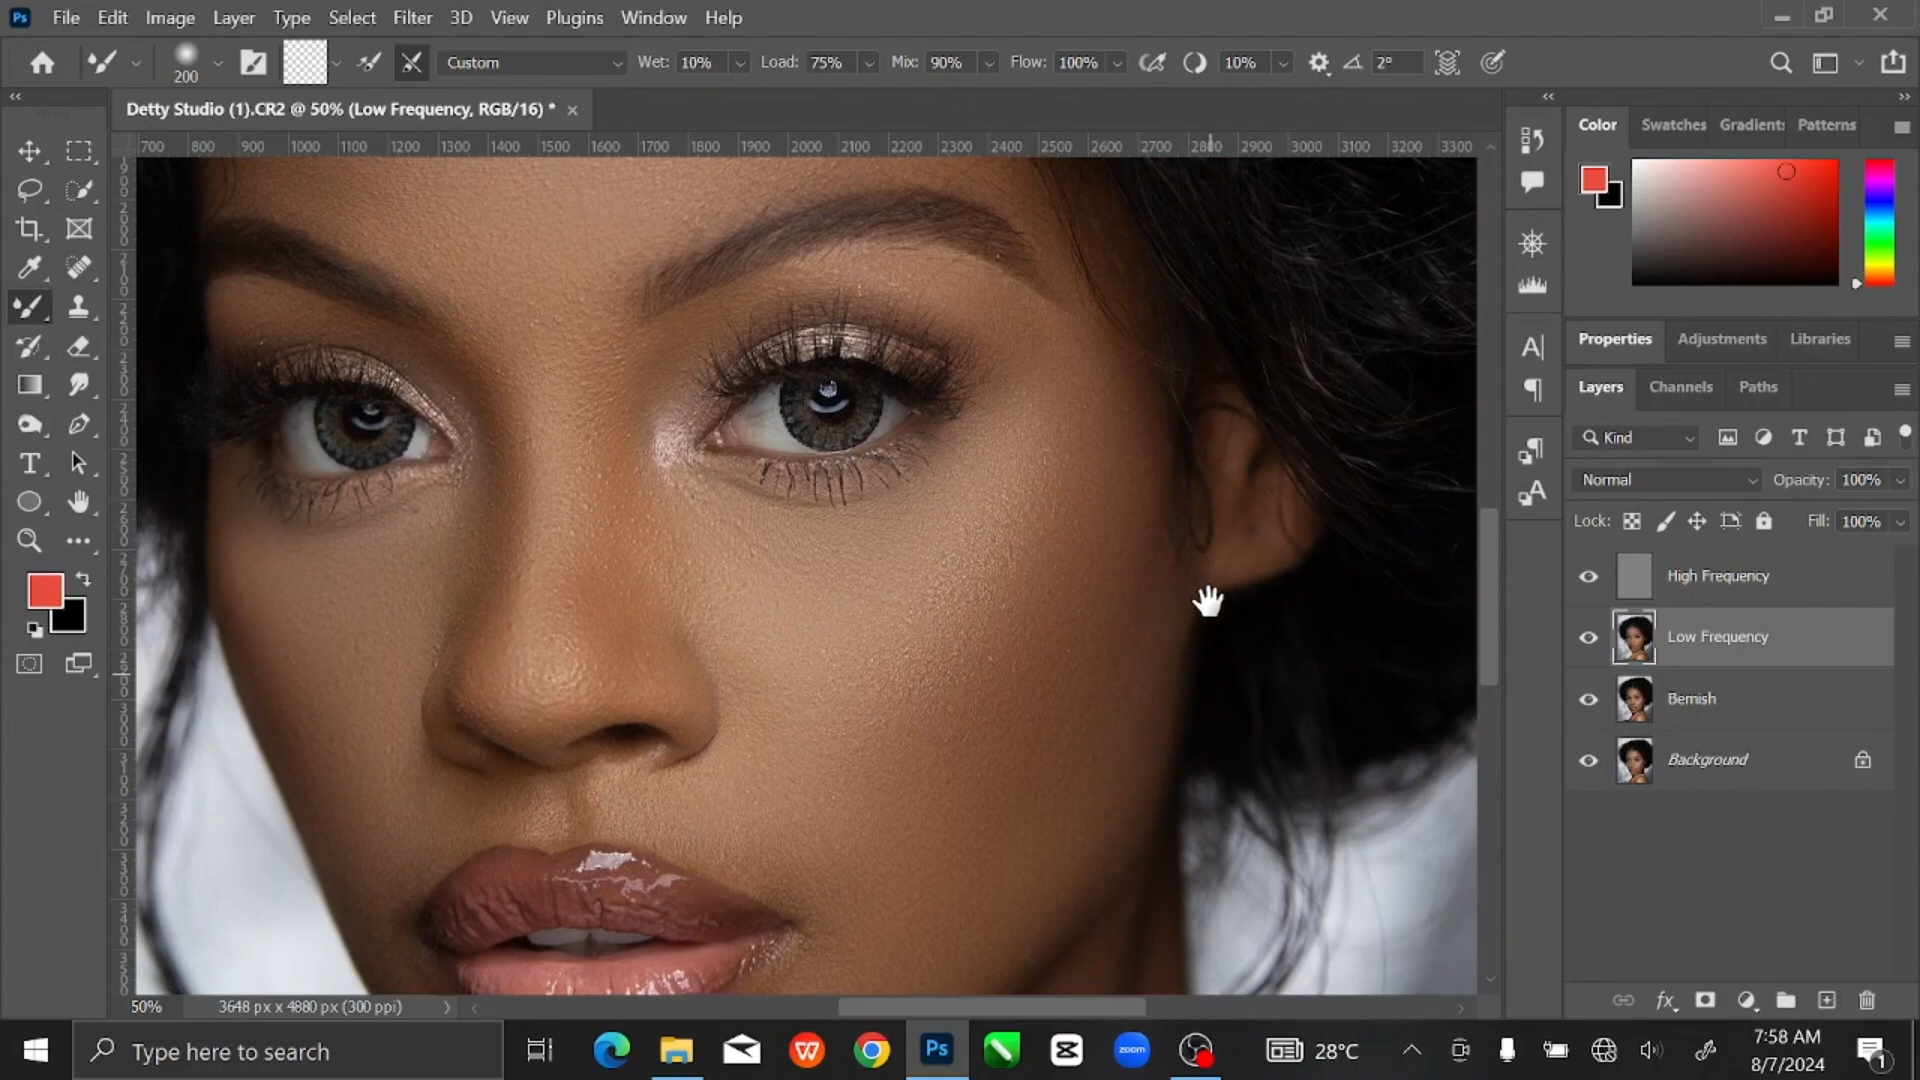 Ps File Edit Image Layer Type Select Filter 3D View Plugins Window Help
200 Custom Wet: 10% Load: 75% Mix: 90% Flow: 100% 10% 2°
Detty Studio (1).CR2 @ 50% (Low Frequency, RGB/16) * ×
700 800 900 1000 1100 1200 1300 1400 1500 1600 1700 1800 1900 2000 2100 2200 2300 2400 2500 2600 2700 2800 2900 3000 3100 3200 3300
Color Swatches Gradients Patterns
Properties Adjustments Libraries
Layers Channels Paths
Kind
Normal Opacity: 100%
Lock: Fill: 100%
High Frequency
Low Frequency
Bemish
Background
50% 3648 px x 4880 px (300 ppi)
Type here to search
Ps
zoom
28°C
7:58 AM
8/7/2024
1